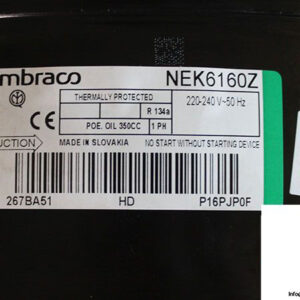 mbraco
NEK6160Z
THERMALLY PROTECTED
220-240 V~50 Hz
R 134a
CE
POE. OIL 350CC
1 PH
UCTION
MADE IN SLOVAKIA
NO START WITHOUT STARTING DEVICE
267BA51
HD
P16PJP0F